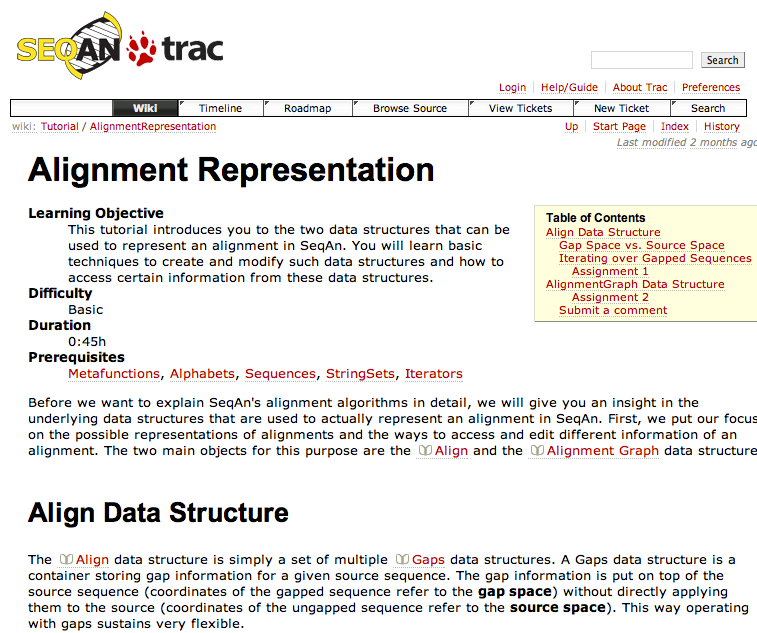 SEQAN trac
Search
Login Help/Guide About Trac Preferences
Wiki Timeline Roadmap Browse Source View Tickets New Ticket Search
wiki: Tutorial / AlignmentRepresentation
Up Start Page Index History
Last modified 2 months ago
Alignment Representation
Learning Objective
This tutorial introduces you to the two data structures that can be
used to represent an alignment in SeqAn. You will learn basic
techniques to create and modify such data structures and how to
access certain information from these data structures.
Difficulty
Basic
Duration
0:45h
Prerequisites
Metafunctions, Alphabets, Sequences, StringSets, Iterators
Table of Contents
Align Data Structure
Gap Space vs. Source Space
Iterating over Gapped Sequences
Assignment 1
AlignmentGraph Data Structure
Assignment 2
Submit a comment
Before we want to explain SeqAn's alignment algorithms in detail, we will give you an insight in the
underlying data structures that are used to actually represent an alignment in SeqAn. First, we put our focus
on the possible representations of alignments and the ways to access and edit different information of an
alignment. The two main objects for this purpose are the Align and the Alignment Graph data structure
Align Data Structure
The Align data structure is simply a set of multiple Gaps data structures. A Gaps data structure is a
container storing gap information for a given source sequence. The gap information is put on top of the
source sequence (coordinates of the gapped sequence refer to the gap space) without directly applying
them to the source (coordinates of the ungapped sequence refer to the source space). This way operating
with gaps sustains very flexible.